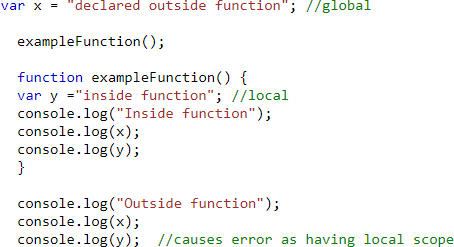 var x = "declared outside function"; //global
exampleFunction();
function exampleFunction() {
var y ="inside function"; //local
console.log("Inside function");
console.log(x);
console.log(y);
}
console.log("Outside function");
console.log(x);
console.log(y);  //causes error as having local scope